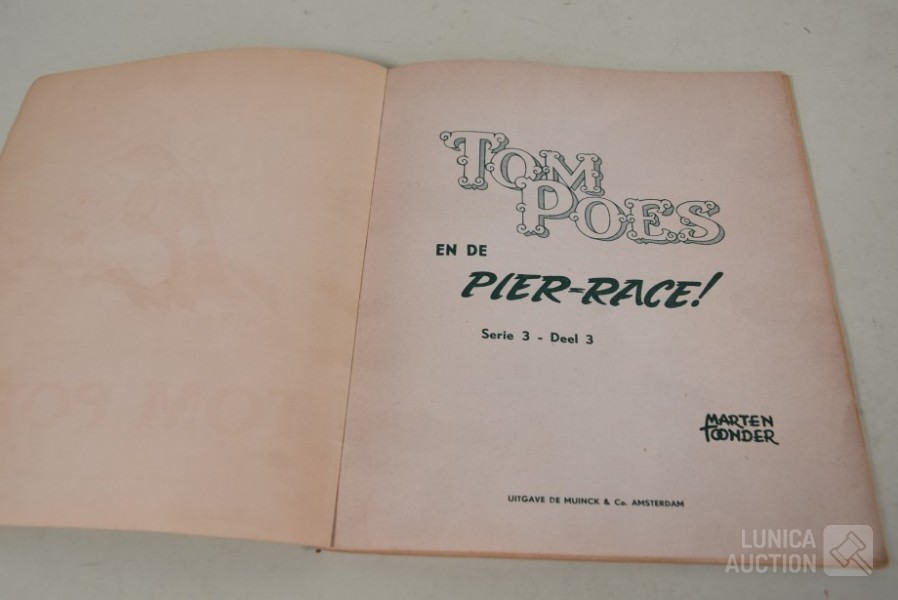 TOM
POES
EN DE
PIER-RACE!
Serie 3 - Deel 3
MARTEN
TOONDER
UITGAVE DE MUINCK & Co. AMSTERDAM
LUNICA
AUCTION